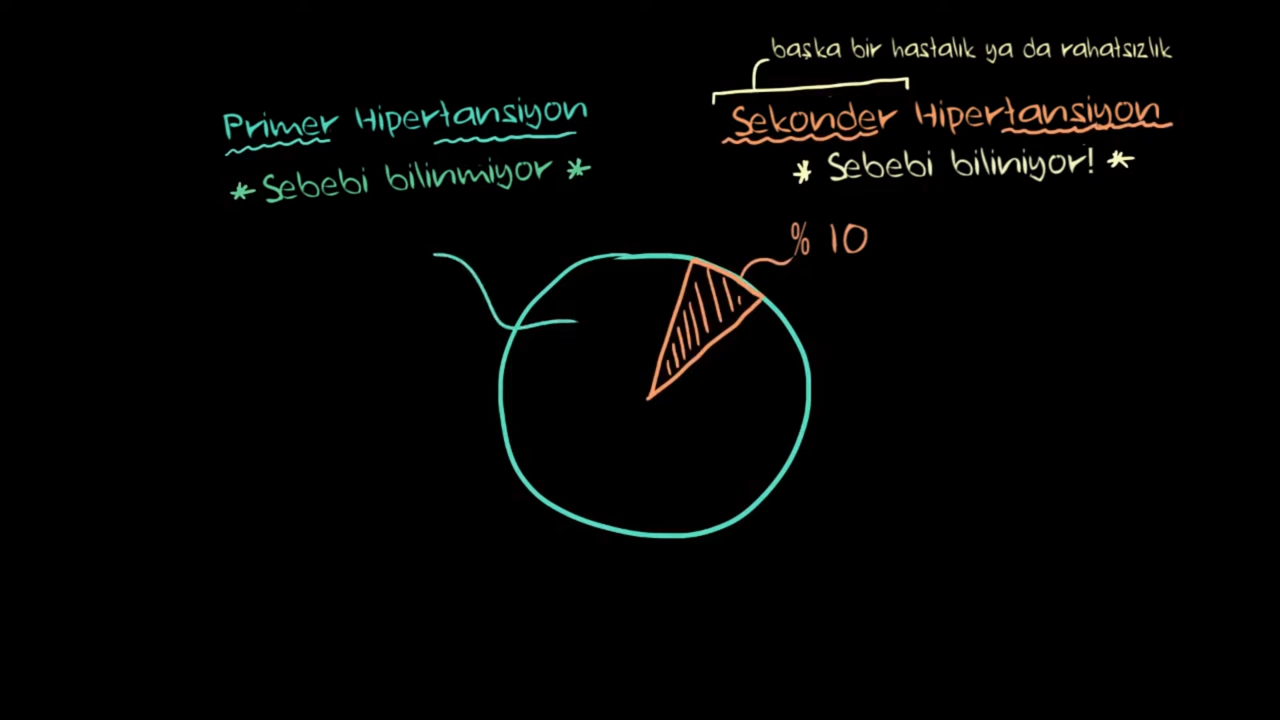 başka bir hastalık ya da rahatsızlık
Primer Hipertansiyon
Sekonder Hipertansiyon
* Sebebi bilinmiyor *
* Sebebi biliniyor! *
% 10